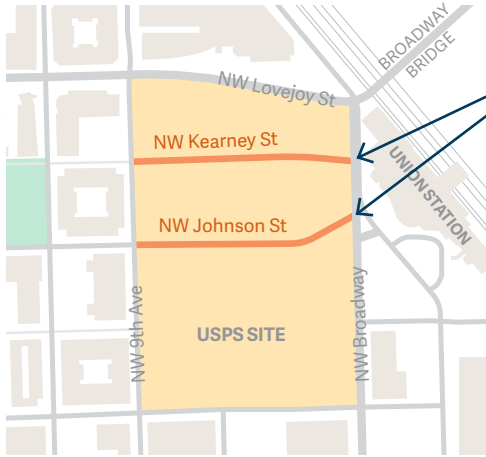 BROADWAY
BRIDGE
NW Lovejoy St
NW Kearney St
UNION STATION
NW Johnson St
NW 9th Ave
NW Broadway
USPS SITE